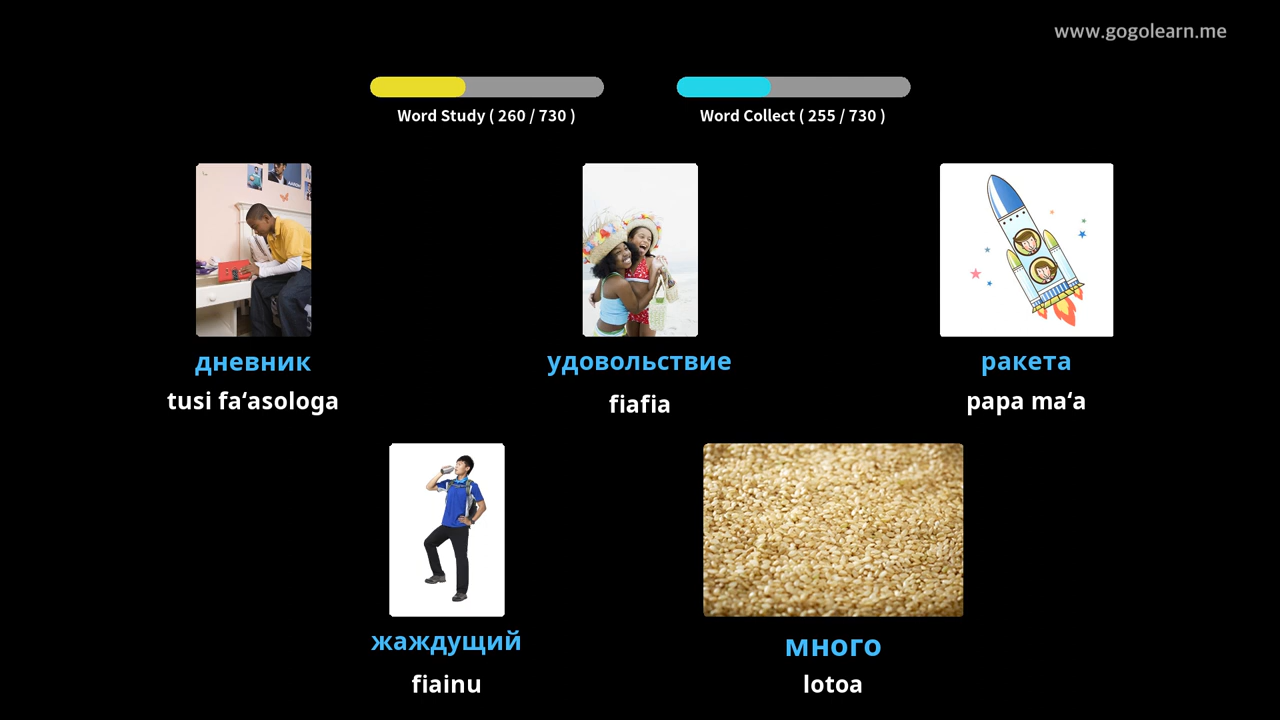 www.gogolearn.me
Word Study ( 260 / 730 )
Word Collect ( 255 / 730 )
дневник
tusi fa‘asologa
удовольствие
fiafia
ракета
papa ma‘a
жаждущий
fiainu
много
lotoa